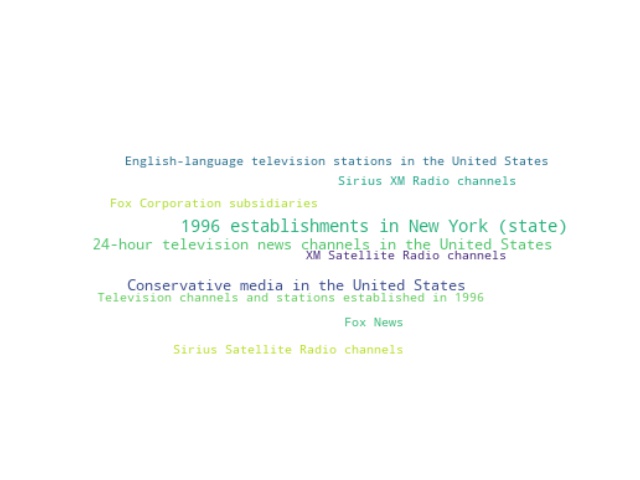 English-language television stations in the United States
Sirius XM Radio channels
Fox Corporation subsidiaries
1996 establishments in New York (state)
24-hour television news channels in the United States
XM Satellite Radio channels
Conservative media in the United States
Television channels and stations established in 1996
Fox News
Sirius Satellite Radio channels